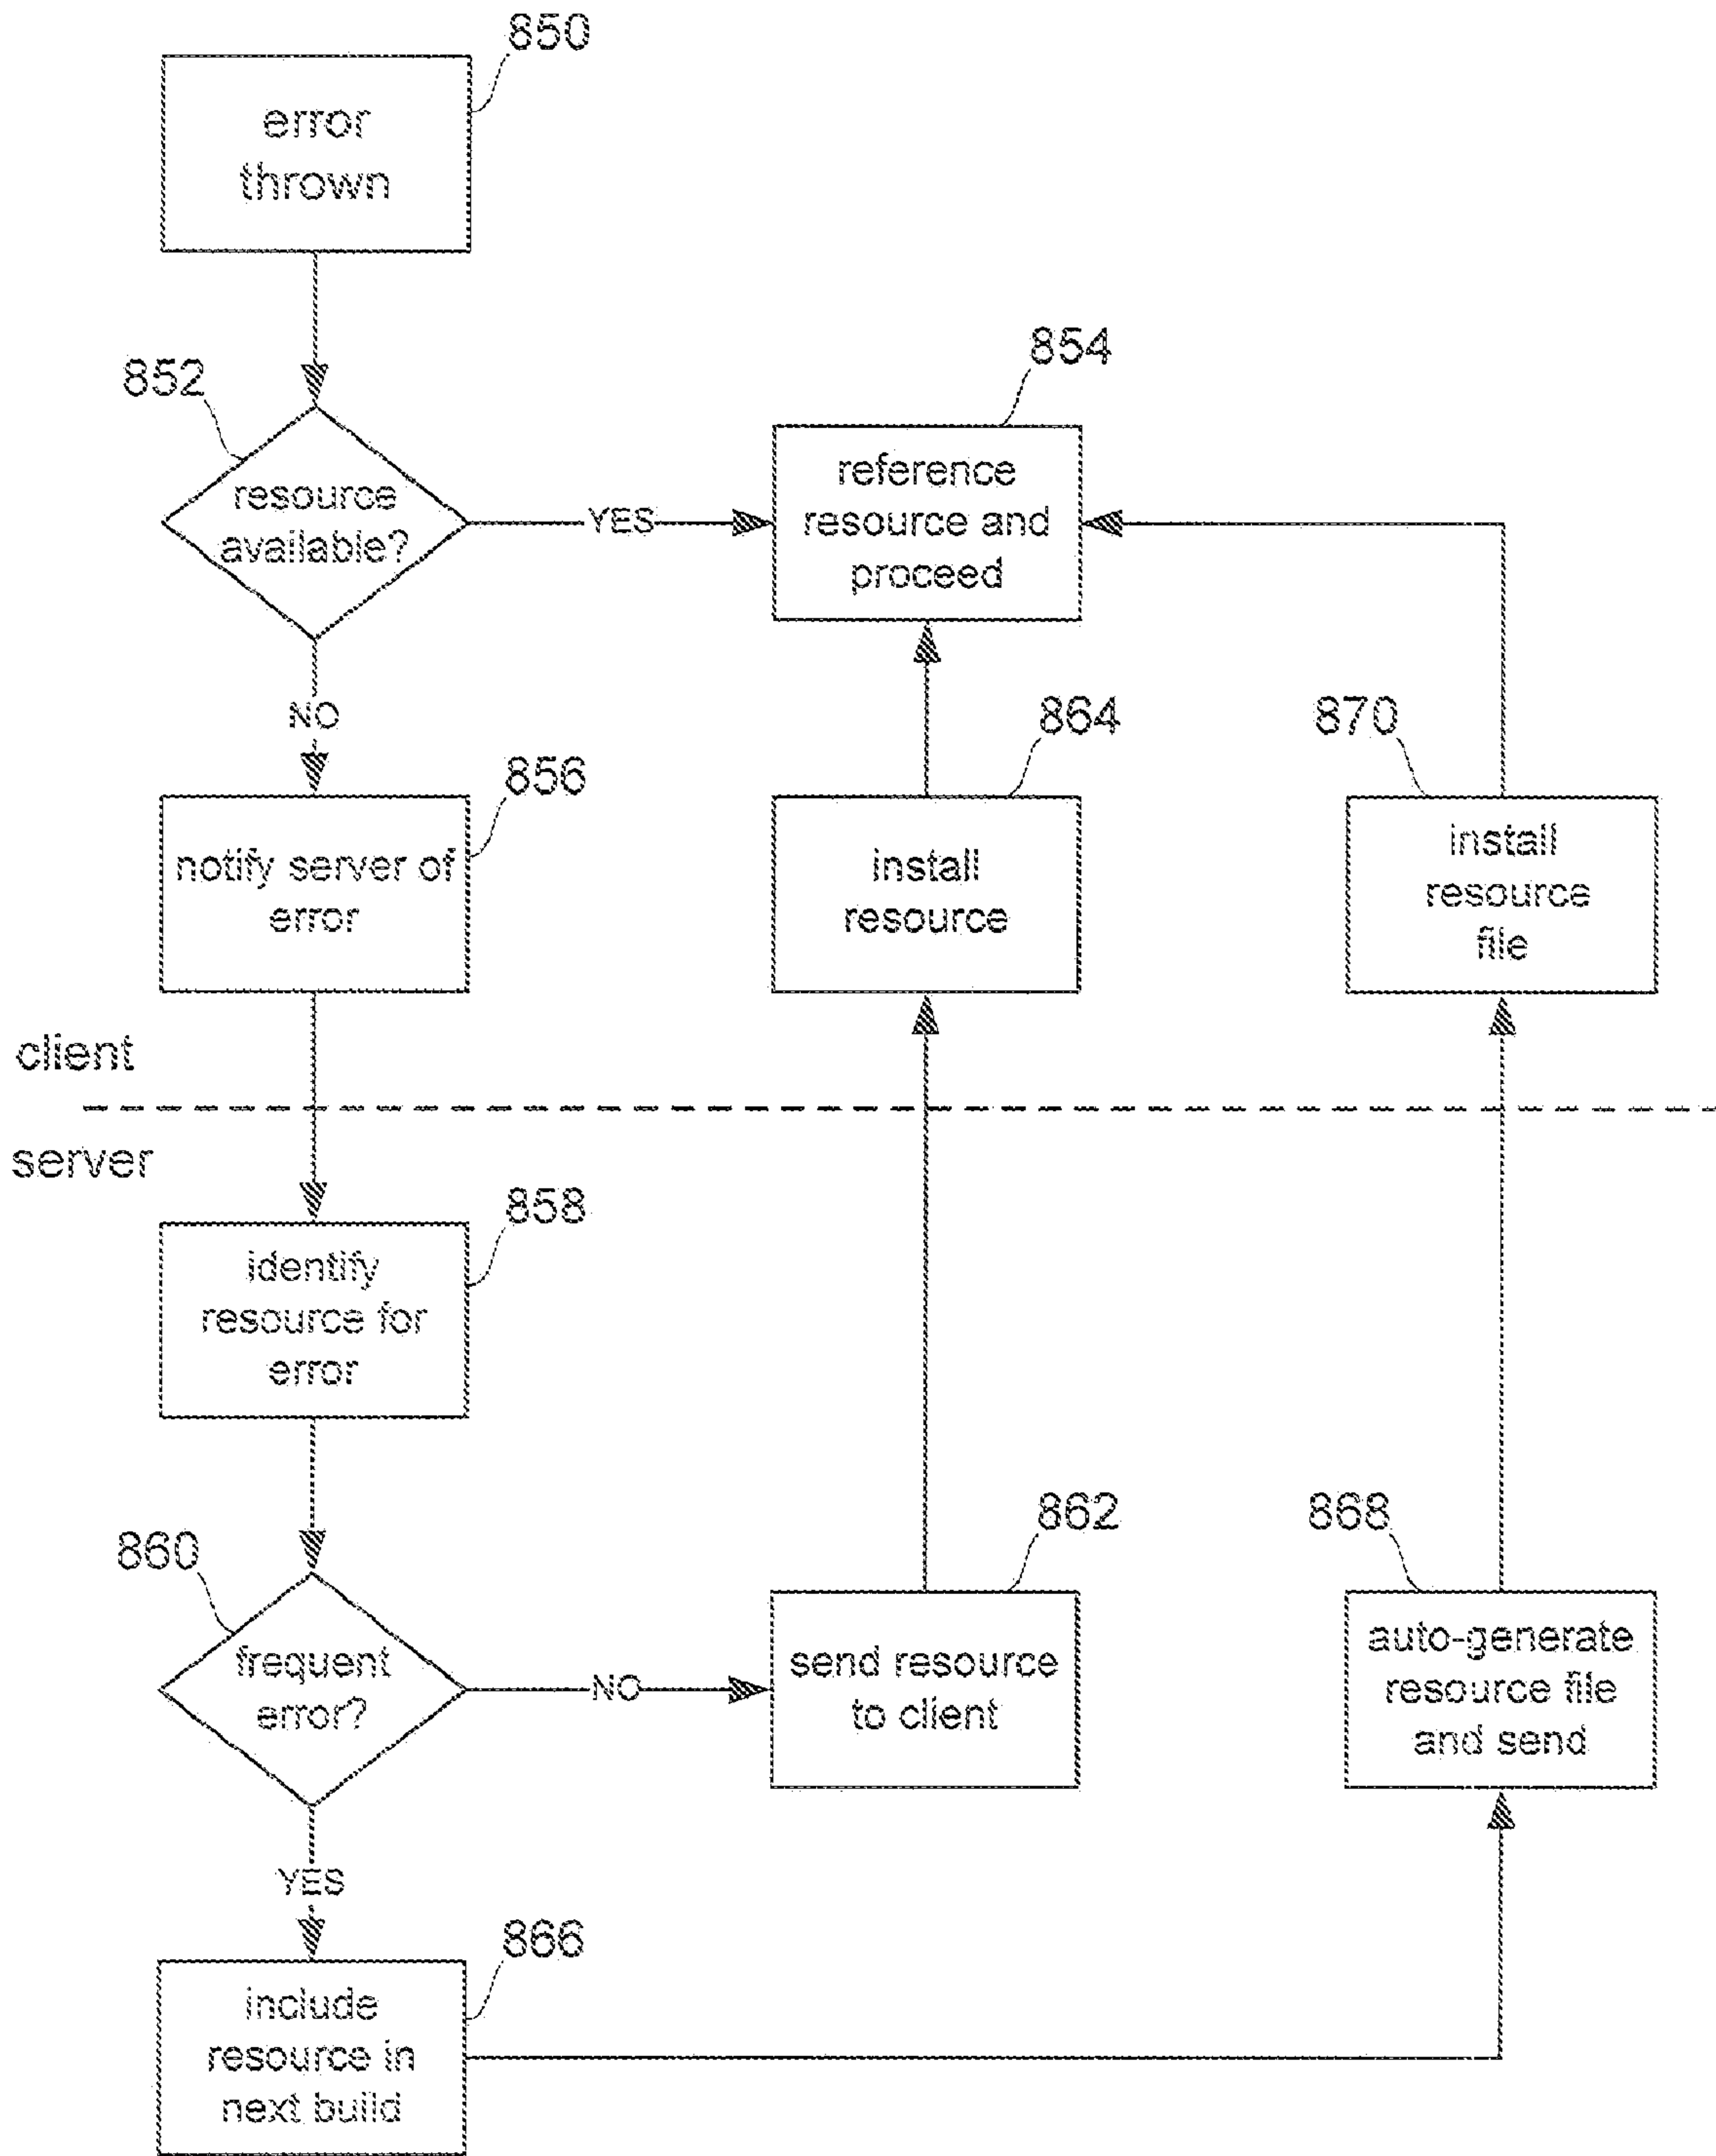 850
error
thrown
852
resource
available?
YES
854
reference
resource and
proceed
NO
856
notify server of
error
864
install
resource
870
install
resource
file
client
server
858
identify
resource for
error
860
frequent
error?
NO
862
send resource
to client
868
auto-generate
resource file
and send
YES
866
include
resource in
next build